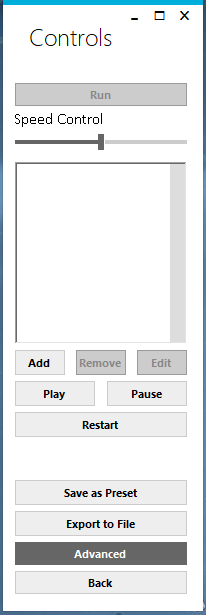 Controls
Run
Speed Control
Add Remove Edit
Play Pause
Restart
Save as Preset
Export to File
Advanced
Back